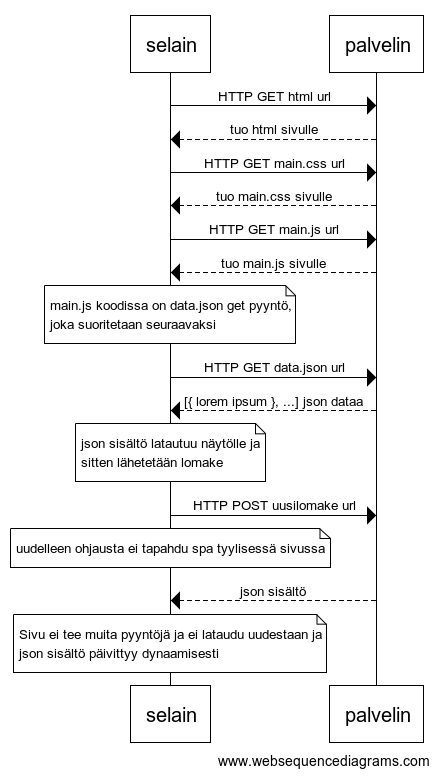 selain
palvelin
HTTP GET html url
tuo html sivulle
HTTP GET main.css url
tuo main.css sivulle
HTTP GET main.js url
tuo main.js sivulle
main.js koodissa on data.json get pyyntö,
joka suoritetaan seuraavaksi
HTTP GET data.json url
[{ lorem ipsum }, ...] json dataa
json sisältö latautuu näytölle ja
sitten lähetetään lomake
HTTP POST uusilomake url
uudelleen ohjausta ei tapahdu spa tyylisessä sivussa
json sisältö
Sivu ei tee muita pyyntöjä ja ei lataudu uudestaan ja
json sisältö päivittyy dynaamisesti
selain
palvelin
www.websequencediagrams.com